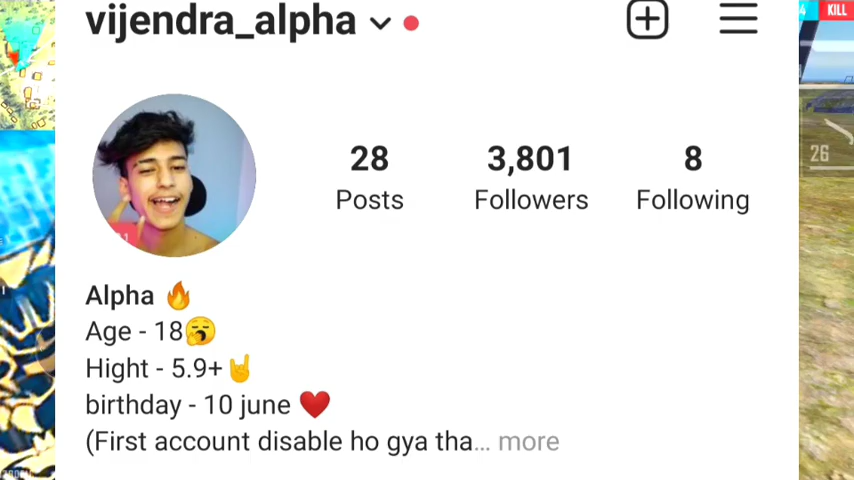 vijendra_alpha
KILL
28
3,801
8
Posts
Followers
Following
26
Alpha 🔥
Age - 18🥱
Hight - 5.9+🤘
birthday - 10 june ❤️
(First account disable ho gya tha... more